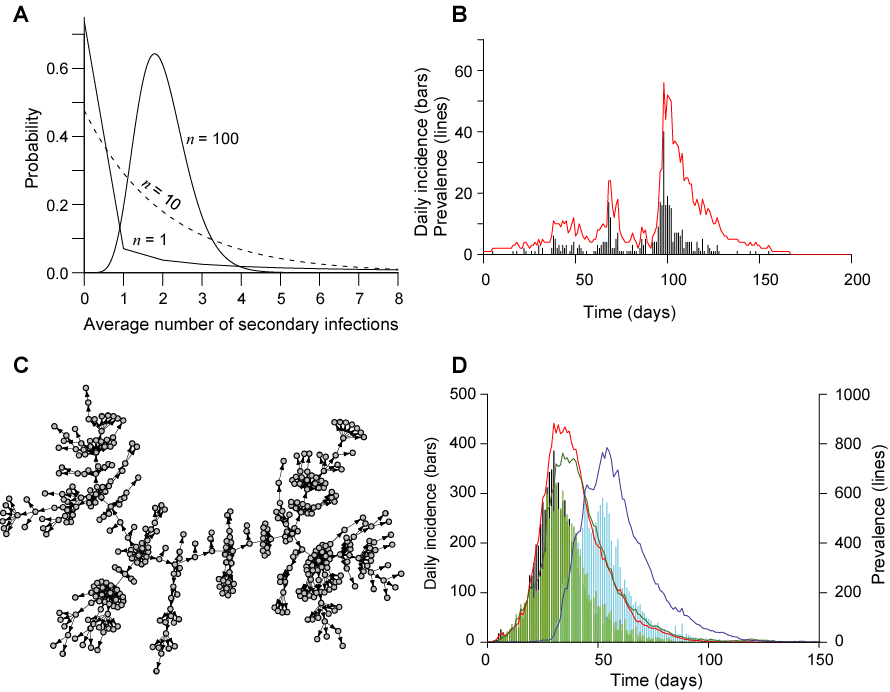 A
Probability
0.6
0.4
0.2
0.0
n = 100
n = 10
n = 1
0 1 2 3 4 5 6 7 8
Average number of secondary infections
B
Daily incidence (bars)
Prevalence (lines)
60
40
20
0
0 50 100 150 200
Time (days)
C
D
Daily incidence (bars)
500
400
300
200
100
0
1000
800
600
400
200
0
Prevalence (lines)
0 50 100 150
Time (days)